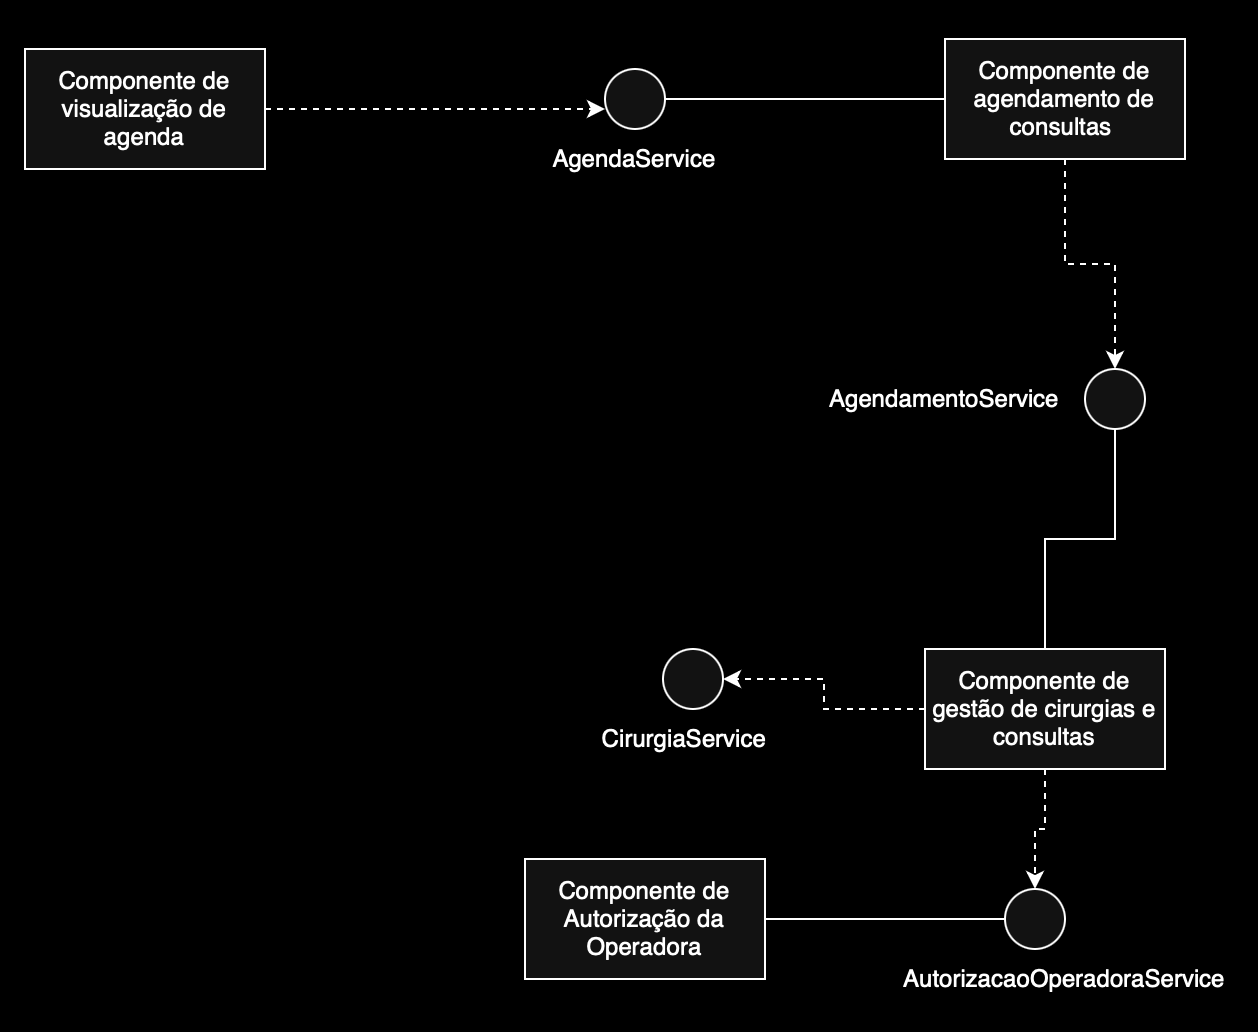 Componente de
visualização de
agenda
AgendaService
Componente de
agendamento de
consultas
AgendamentoService
Componente de
gestão de cirurgias e
consultas
CirurgiaService
Componente de
Autorização da
Operadora
AutorizacaoOperadoraService